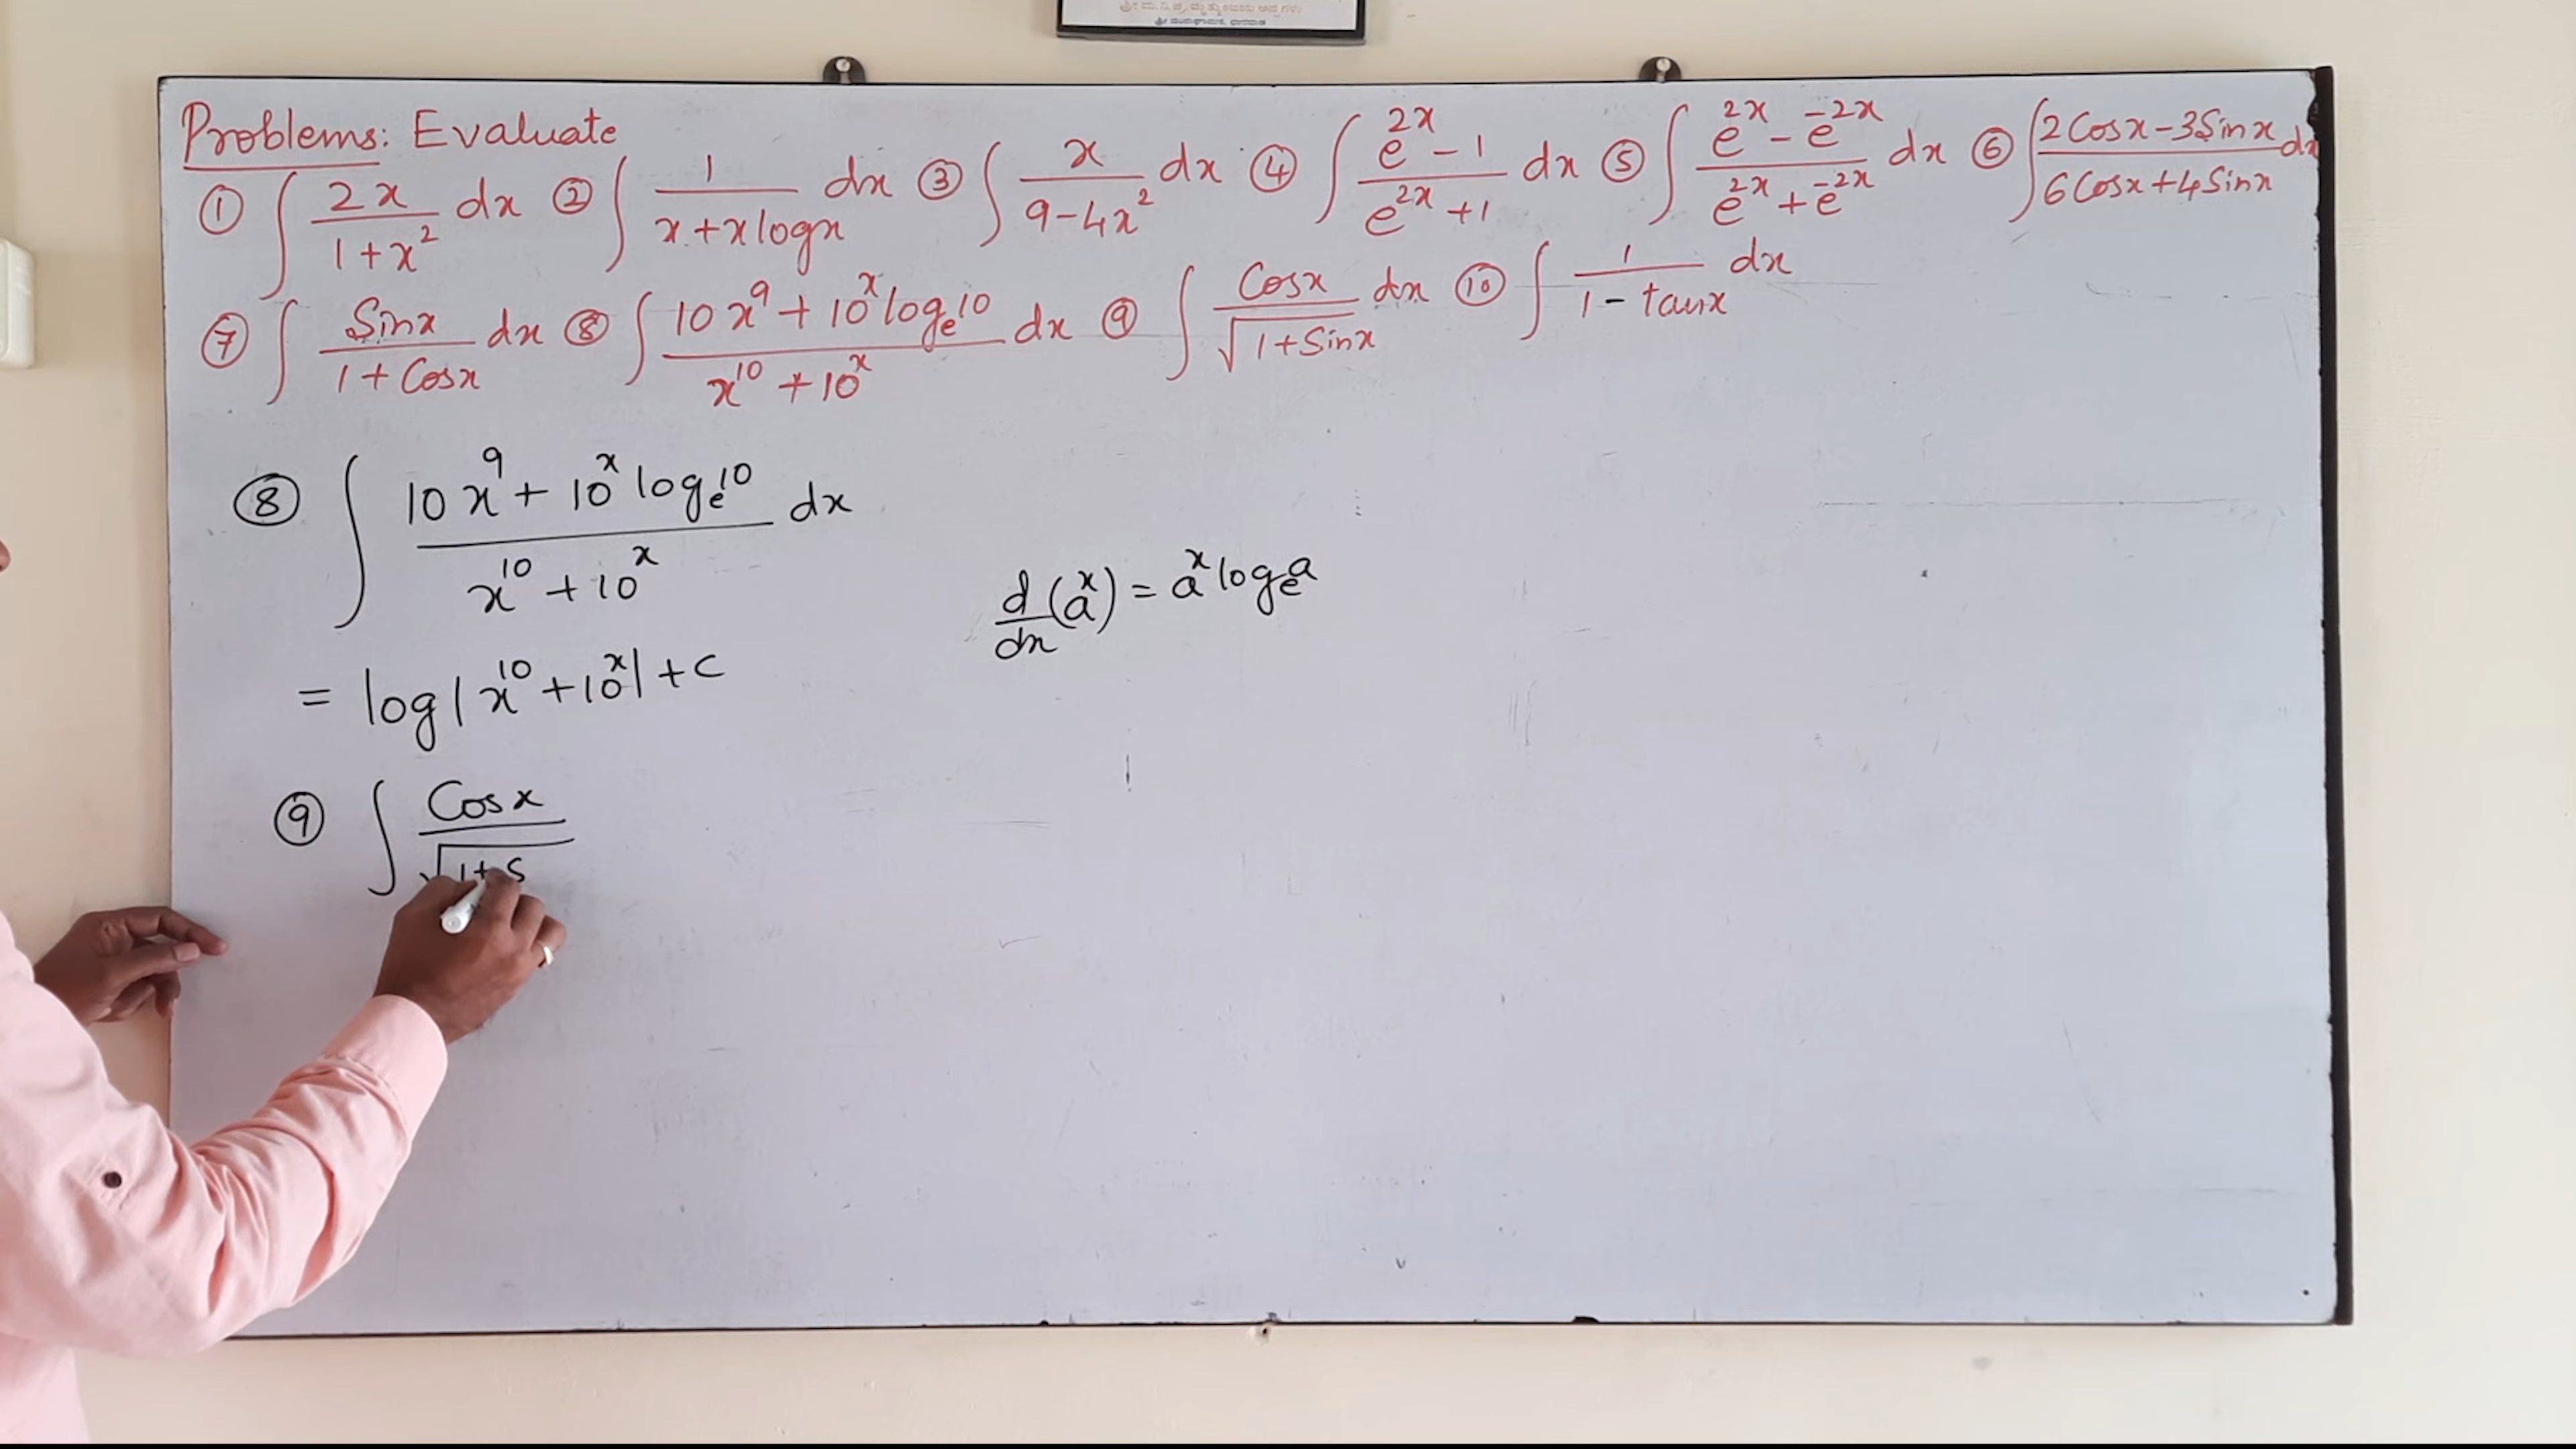 ಶ್ರೀ ಮ.ನಿ.ಪ್ರ.
Problems: Evaluate
① ∫ 2x/(1+x²) dx ② ∫ 1/(x+x logx) dx ③ ∫ x/(9-4x²) dx ④ ∫ (e^{2x}-1)/(e^{2x}+1) dx ⑤ ∫ (e^{2x}-e^{-2x})/(e^{2x}+e^{-2x}) dx ⑥ ∫ (2Cosx-3Sinx)/(6Cosx+4Sinx) dx
⑦ ∫ Sinx/(1+Cosx) dx ⑧ ∫ (10x⁹+10^x log_e 10)/(x^{10}+10^x) dx ⑨ ∫ Cosx/√(1+Sinx) dx ⑩ ∫ 1/(1-tanx) dx
⑧ ∫ (10x⁹+10^x log_e 10)/(x^{10}+10^x) dx
d/dx (a^x) = a^x log_e a
= log|x^{10}+10^x|+c
⑨ ∫ Cosx/√(1+S